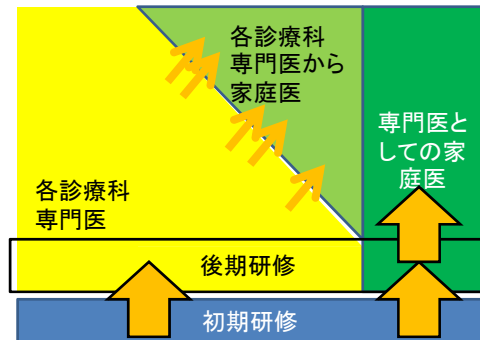 各診療科
専門医から
家庭医
専門医と
しての家
庭医
各診療科
専門医
後期研修
初期研修